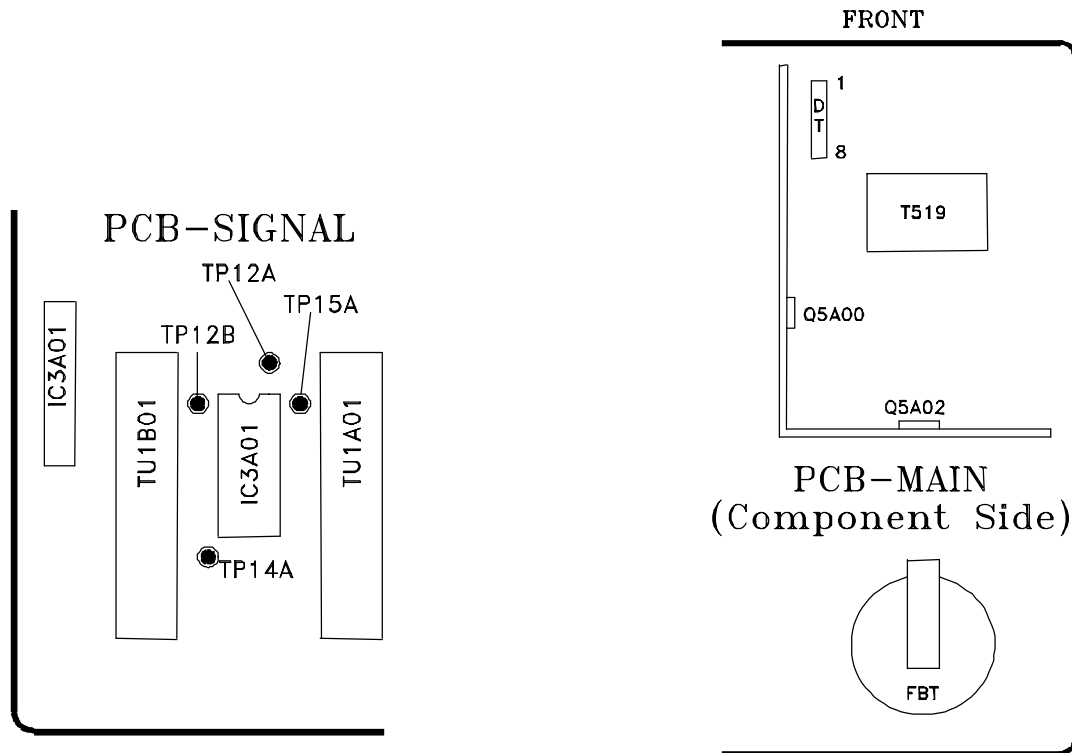 PCB-SIGNAL
TP12A
TP15A
TP12B
IC3A01
TU1B01
IC3A01
TU1A01
TP14A
FRONT
1
DT
8
T519
Q5A00
Q5A02
PCB-MAIN
(Component Side)
FBT